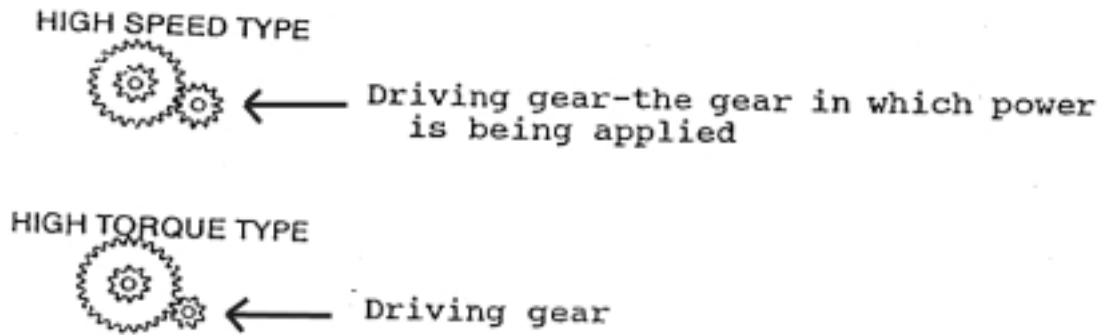 HIGH SPEED TYPE
Driving gear-the gear in which power
is being applied
HIGH TORQUE TYPE
Driving gear